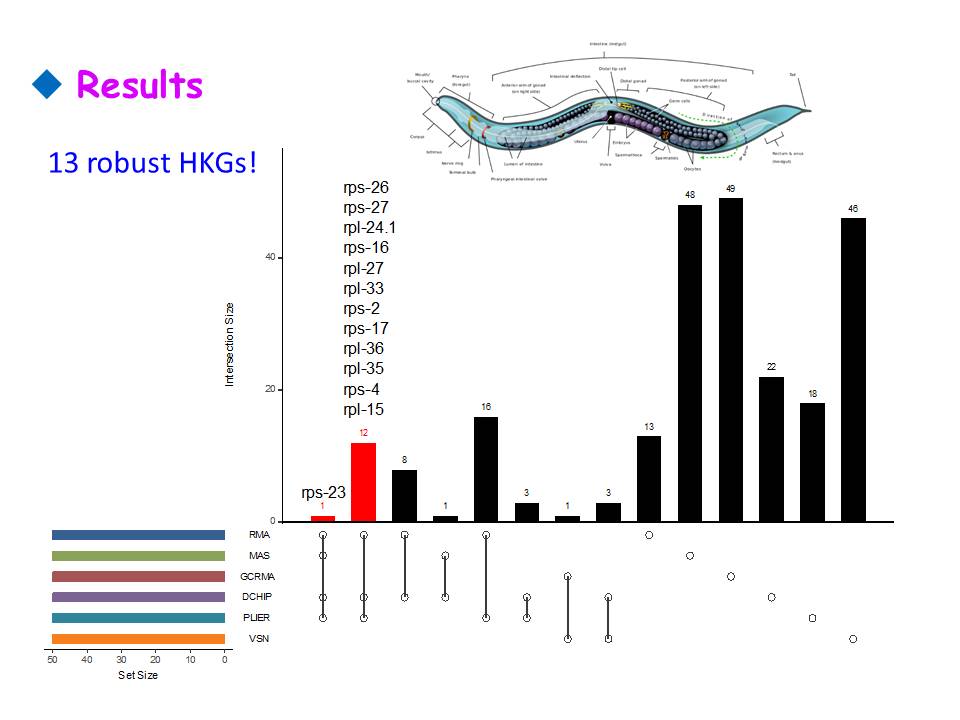 Results
13 robust HKGs!
Intestine (midgut)
Mouth/
buccal cavity
Pharynx
(foregut)
Anterior arm of gonad
(on right side)
Intestinal deflection
Distal tip cell
Distal gonad
Posterior arm of gonad
(on left side)
Germ cells
Tail
Corpus
Isthmus
Nerve ring
Terminal bulb
Pharyngeal-intestinal valve
Lumen of intestine
Uterus
Vulva
Embryos
Spermatheca
Spermatids
Oocytes
Rectum & anus
(hindgut)
rps-26
rps-27
rpl-24.1
rps-16
rpl-27
rpl-33
rps-2
rps-17
rpl-36
rpl-35
rps-4
rpl-15
rps-23
Intersection Size
40
20
0
1
12
8
1
16
3
1
3
13
48
49
22
18
46
RMA
MAS
GCRMA
DCHIP
PLIER
VSN
50 40 30 20 10 0
Set Size